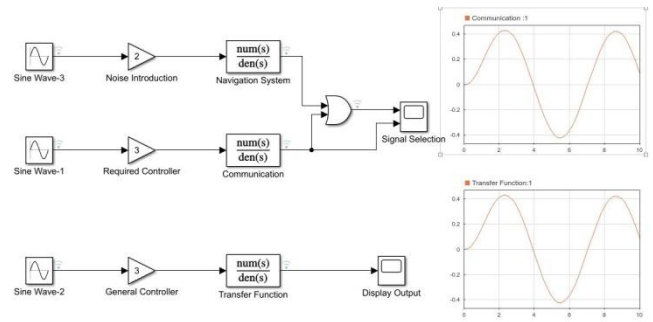 Communication :1
0.4
0.2
0
-0.2
-0.4
0
2
4
6
8
10
Sine Wave-3
2
Noise Introduction
num(s)
den(s)
Navigation System
Signal Selection
Sine Wave-1
3
Required Controller
num(s)
den(s)
Communication
Transfer Function:1
0.4
0.2
0
-0.2
-0.4
0
2
4
6
8
10
Sine Wave-2
3
General Controller
num(s)
den(s)
Transfer Function
Display Output